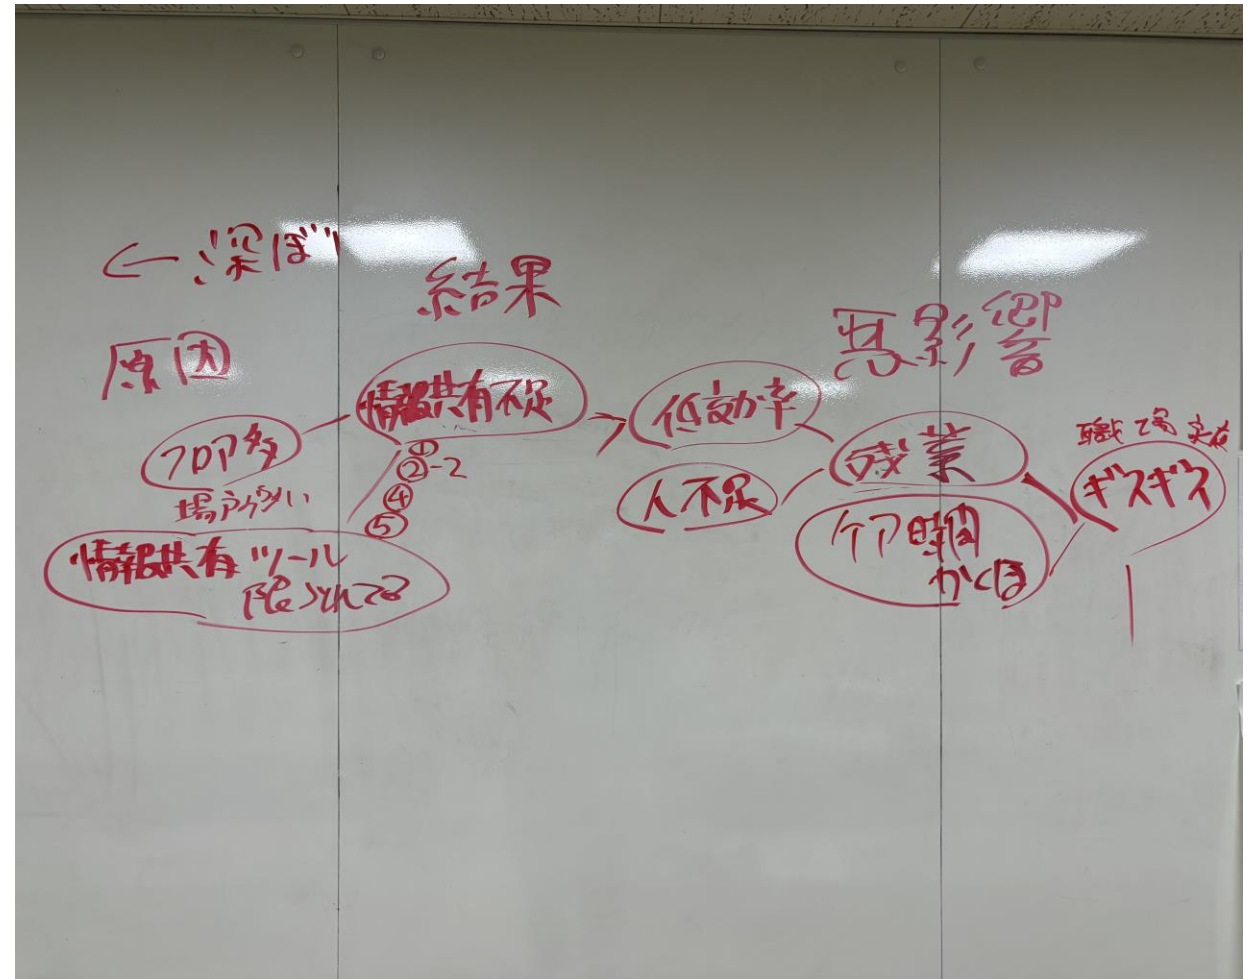 ←深ぼ
結果
原因
悪影響
情報共有不足
低効率
フロア多
場所が多い
①
②-2
④
⑤
人不足
残業
職場
ギスギス
情報共有ツール
限られてる
ケア時間
かくほ